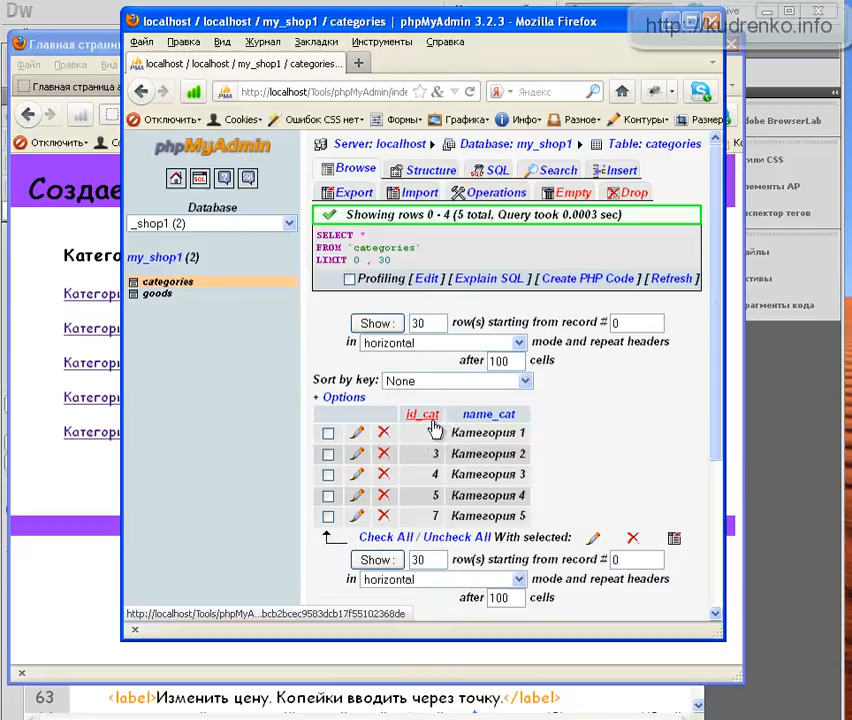 http://kudrenko.info
localhost / localhost / my_shop1 / categories | phpMyAdmin 3.2.3 - Mozilla Firefox
Главная страни
Файл Правка Вид Журнал Закладки Инструменты Справка
Файл Правка
localhost / localhost / my_shop1 / categories...
Главная страница а
http://localhost/Tools/phpMyAdmin/inde
Яндекс
Отключить Cookies Ошибок CSS нет Формы Графика Инфо Разное Контуры Размер
Отключить
dobe BrowserLab
тили CSS
лементы AP
нспектор тегов
айлы
ктивы
рагменты кода
Создае
Катего
Категори
Категори
Категори
Категори
Категори
phpMyAdmin
Database
_shop1 (2)
my_shop1 (2)
categories
goods
Server: localhost Database: my_shop1 Table: categories
Browse Structure SQL Search Insert
Export Import Operations Empty Drop
Showing rows 0 - 4 (5 total, Query took 0.0003 sec)
SELECT *
FROM `categories`
LIMIT 0 , 30
Profiling [ Edit ] [ Explain SQL ] [ Create PHP Code ] [ Refresh ]
Show : 30 row(s) starting from record # 0
in horizontal mode and repeat headers
after 100 cells
Sort by key: None
+ Options
id_cat name_cat
Категория 1
3 Категория 2
4 Категория 3
5 Категория 4
7 Категория 5
Check All / Uncheck All With selected:
Show : 30 row(s) starting from record # 0
in horizontal mode and repeat headers
after 100 cells
http://localhost/Tools/phpMyA...bcb2bcec9583dcb17f55102368de
63 <label>Изменить цену. Копейки вводить через точку.</label>